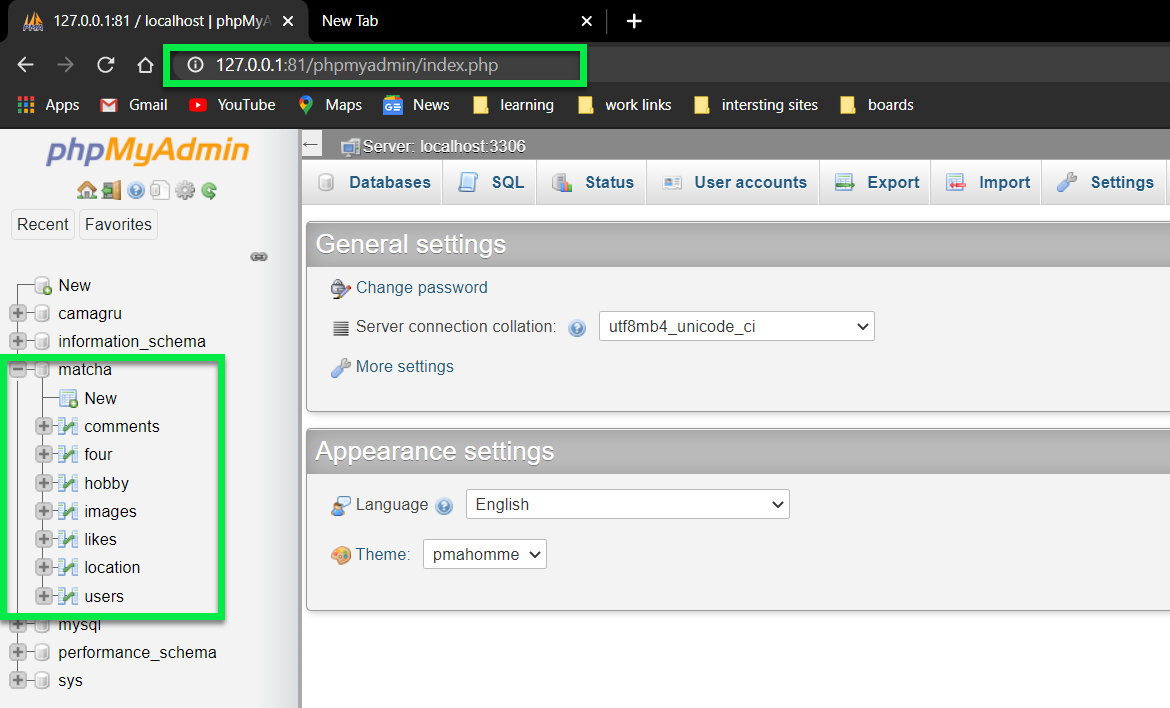 127.0.0.1:81 / localhost | phpMyA
New Tab
127.0.0.1:81/phpmyadmin/index.php
Apps Gmail YouTube Maps News learning work links intersting sites boards
phpMyAdmin
Recent Favorites
New
camagru
information_schema
matcha
New
comments
four
hobby
images
likes
location
users
mysql
performance_schema
sys
Server: localhost:3306
Databases SQL Status User accounts Export Import Settings
General settings
Change password
Server connection collation: utf8mb4_unicode_ci
More settings
Appearance settings
Language English
Theme: pmahomme